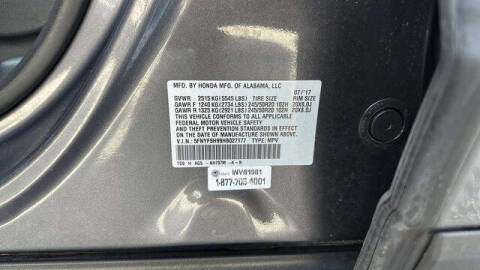 MFD. BY HONDA MFG. OF ALABAMA, LLC 07/17
GVWR 2515 KG (5545 LBS) TIRE SIZE RIM SIZE
GAWR F 1240 KG (2734 LBS) 245/50R20 102H 20X8.0J
GAWR R 1325 KG (2921 LBS) 245/50R20 102H 20X8.0J
THIS VEHICLE CONFORMS TO ALL APPLICABLE
FEDERAL MOTOR VEHICLE SAFETY
AND THEFT PREVENTION STANDARDS IN EFFECT
ON THE DATE OF MANUFACTURE SHOWN ABOVE.
V.I.N.: 5FNYF5H99HB027177 TYPE: MPV
1-877-706-4001